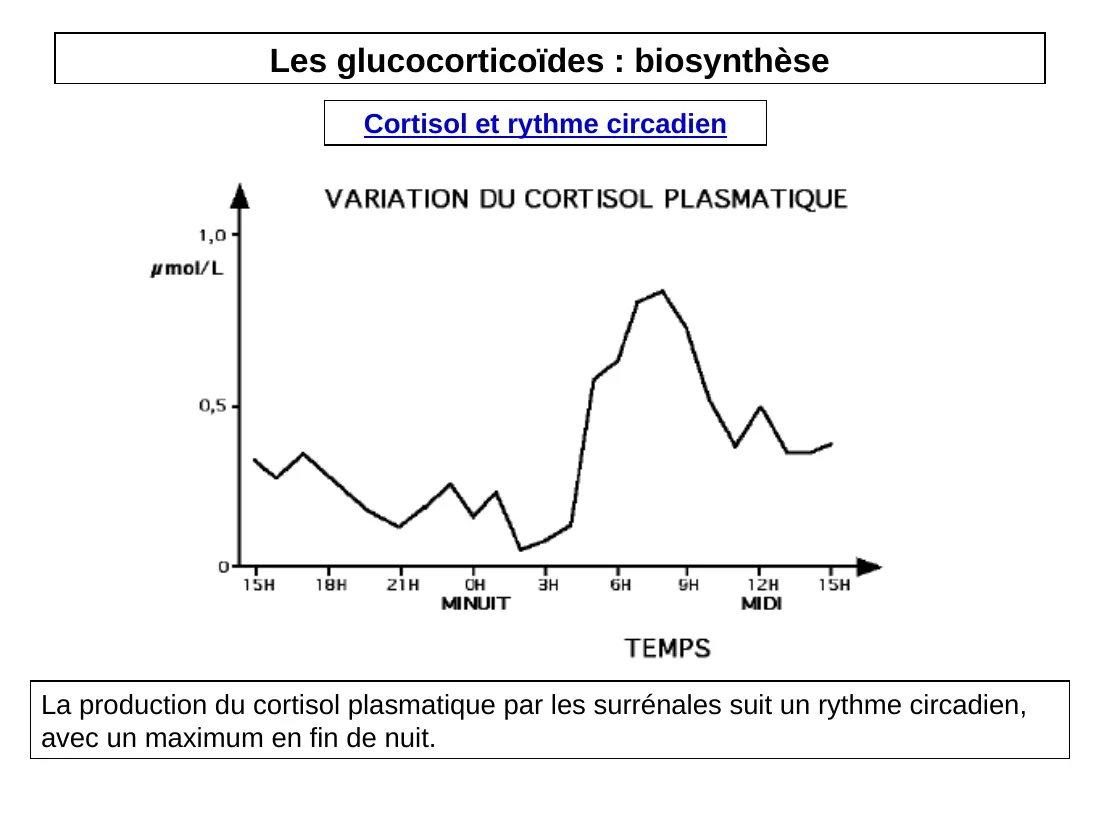 Les glucocorticoïdes : biosynthèse
Cortisol et rythme circadien
VARIATION DU CORTISOL PLASMATIQUE
1,0
µmol/L
0,5
0
15H 18H 21H 0H 3H 6H 9H 12H 15H
MINUIT MIDI
TEMPS
La production du cortisol plasmatique par les surrénales suit un rythme circadien,
avec un maximum en fin de nuit.